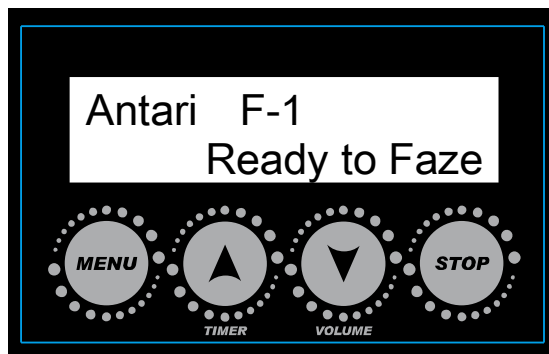 Antari F-1
Ready to Faze
MENU
STOP
TIMER
VOLUME